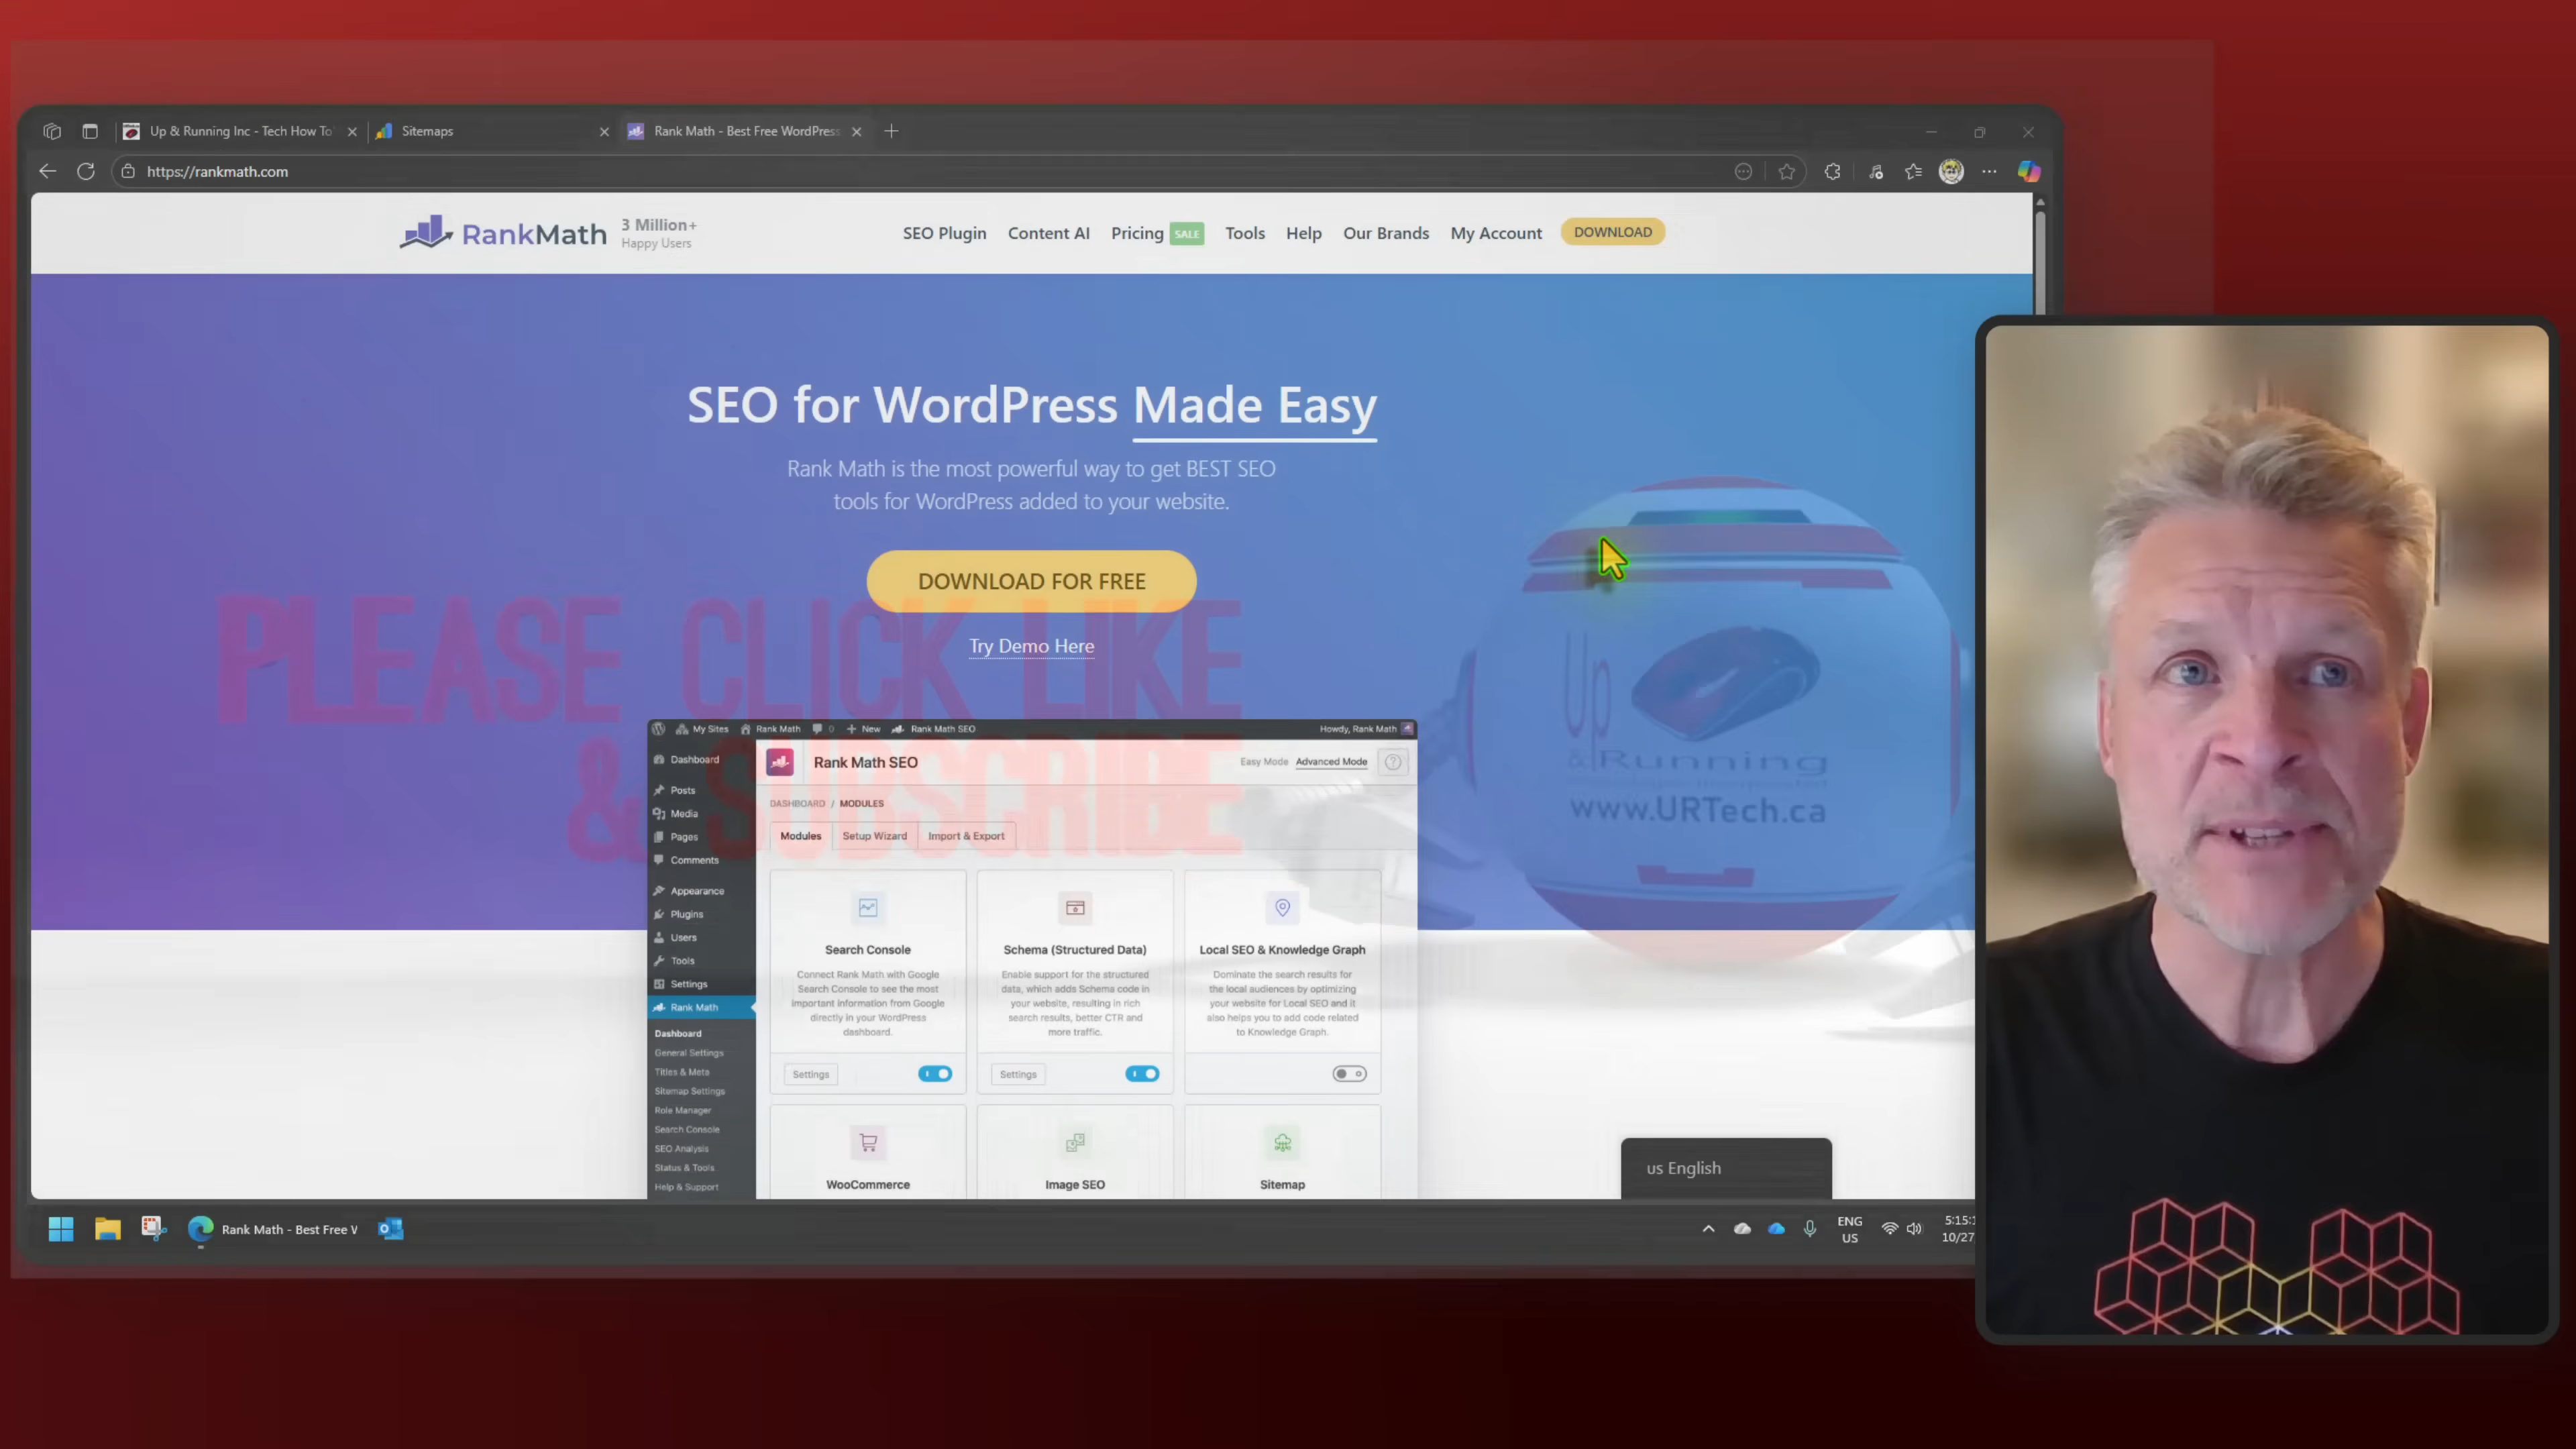 Up & Running Inc - Tech How To
Sitemaps
Rank Math - Best Free WordPress
https://rankmath.com
RankMath
3 Million+
Happy Users
SEO Plugin
Content AI
Pricing SALE
Tools
Help
Our Brands
My Account
DOWNLOAD
SEO for WordPress Made Easy
Rank Math is the most powerful way to get BEST SEO
tools for WordPress added to your website.
DOWNLOAD FOR FREE
Try Demo Here
PLEASE CLICK LIKE
& SUBSCRIBE
Up
& Running
www.URTech.ca
My Sites
Rank Math
0
New
Rank Math SEO
Howdy, Rank Math
Dashboard
Posts
Media
Pages
Comments
Appearance
Plugins
Users
Tools
Settings
Rank Math
Dashboard
General Settings
Titles & Meta
Sitemap Settings
Role Manager
Search Console
SEO Analysis
Status & Tools
Help & Support
Rank Math SEO
Easy Mode
Advanced Mode
DASHBOARD / MODULES
Modules
Setup Wizard
Import & Export
Search Console
Connect Rank Math with Google
Search Console to see the most
important information from Google
directly in your WordPress
dashboard.
Settings
Schema (Structured Data)
Enable support for the structured
data, which adds Schema code in
your website, resulting in rich
search results, better CTR and
more traffic.
Settings
Local SEO & Knowledge Graph
Dominate the search results for
the local audiences by optimizing
your website for Local SEO and it
also helps you to add code related
to Knowledge Graph.
WooCommerce
Image SEO
Sitemap
us English
Rank Math - Best Free W
ENG
US
5:15:1
10/27